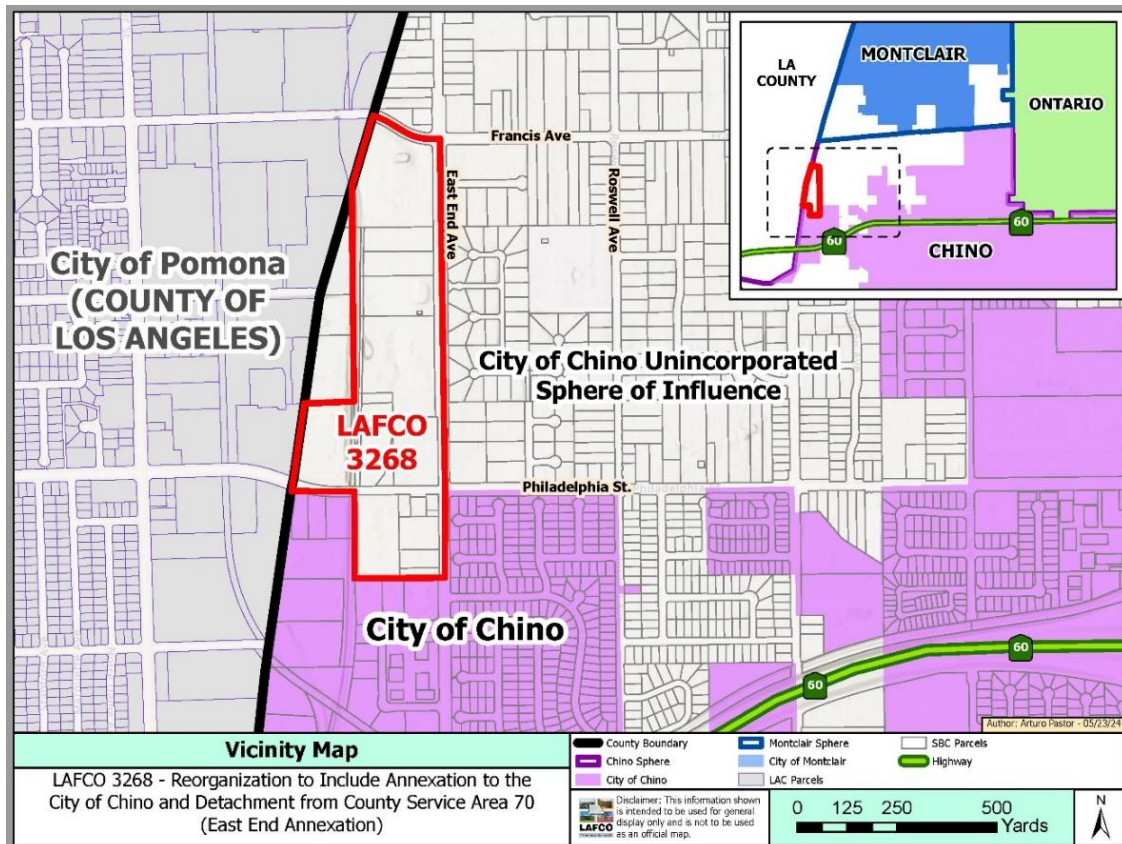 LA
COUNTY
MONTCLAIR
ONTARIO
60
60
CHINO
Francis Ave
East End Ave
Roswell Ave
City of Pomona
(COUNTY OF
LOS ANGELES)
City of Chino Unincorporated
Sphere of Influence
LAFCO
3268
Philadelphia St.
Philadelphia St
City of Chino
60
60
Author: Arturo Pastor - 05/23/24
Vicinity Map
LAFCO 3268 - Reorganization to Include Annexation to the
City of Chino and Detachment from County Service Area 70
(East End Annexation)
County Boundary
Chino Sphere
City of Chino
Montclair Sphere
City of Montclair
LAC Parcels
SBC Parcels
Highway
LAFCO
Disclaimer: This information shown
is intended to be used for general
display only and is not to be used
as an official map.
0 125 250 500
Yards
N